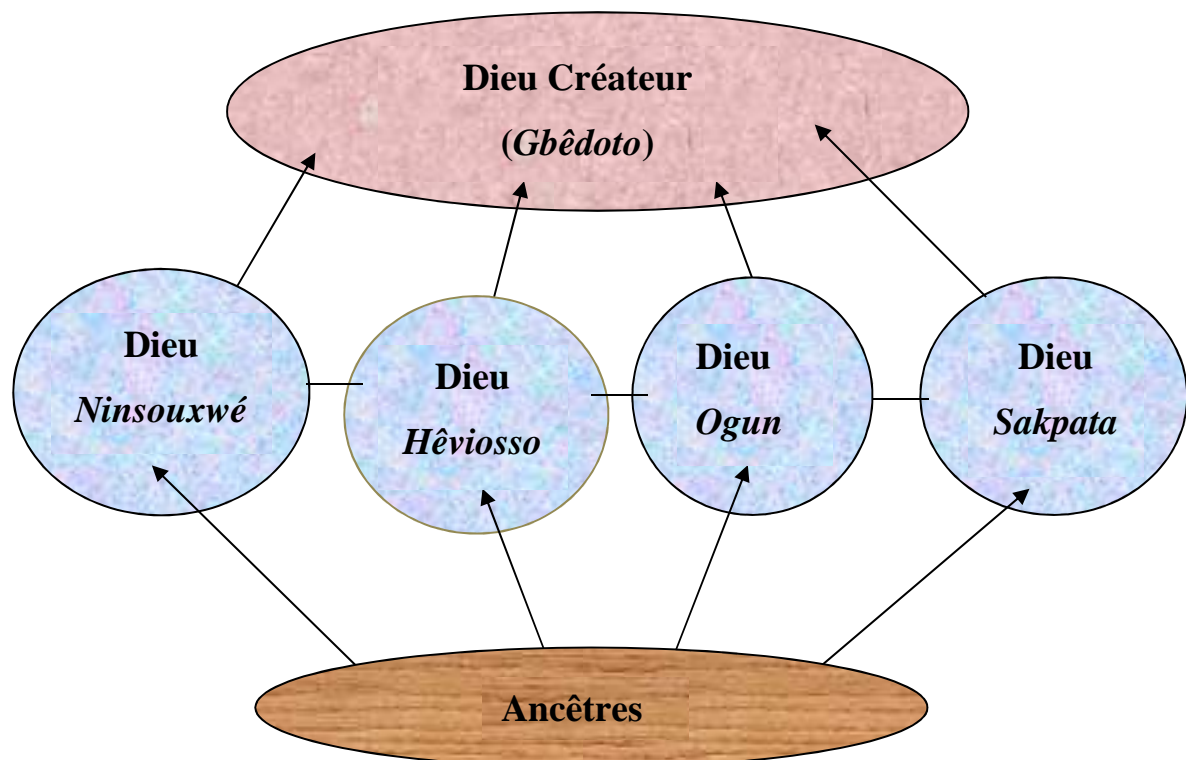 Dieu Créateur
(Gbêdoto)
Dieu
Ninsouxwé
Dieu
Hêviosso
Dieu
Ogun
Dieu
Sakpata
Ancêtres